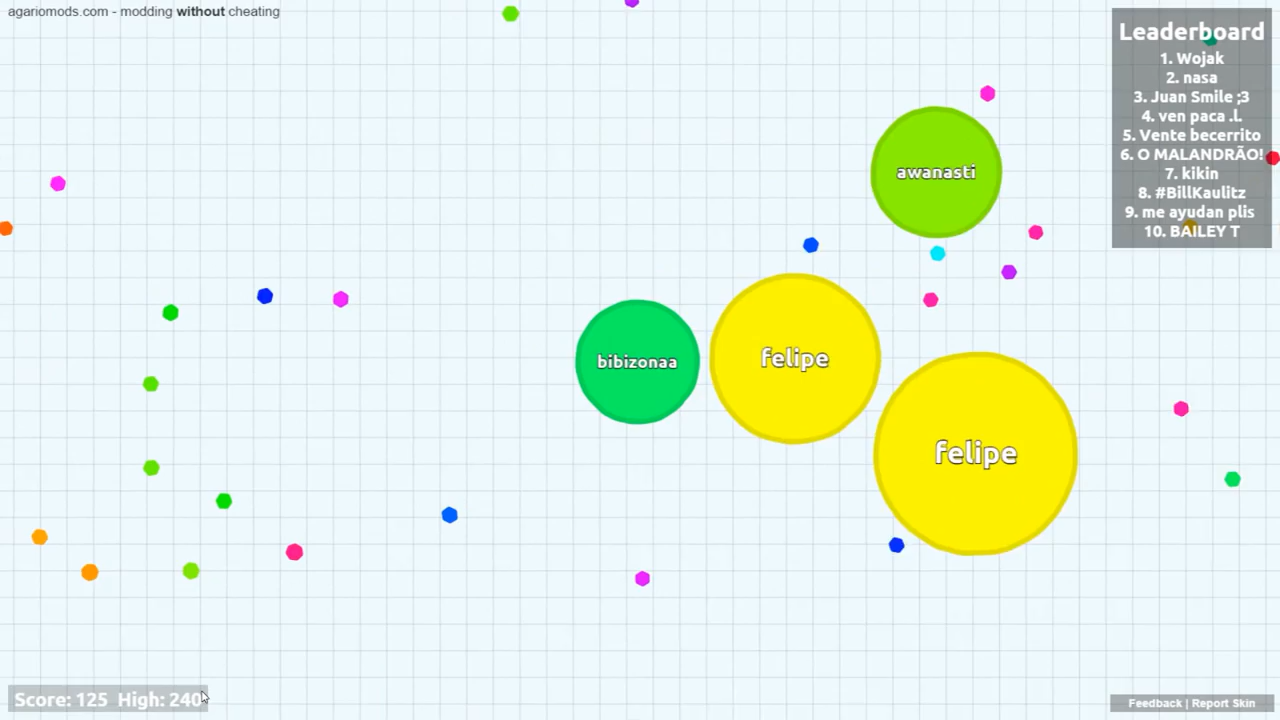 agariomods.com - modding without cheating
Leaderboard
1. Wojak
2. nasa
3. Juan Smile ;3
4. ven paca .l.
5. Vente becerrito
6. O MALANDRÃO!
7. kikin
8. #BillKaulitz
9. me ayudan plis
10. BAILEY T
awanasti
bibizonaa
felipe
felipe
Score: 125 High: 240
Feedback | Report Skin